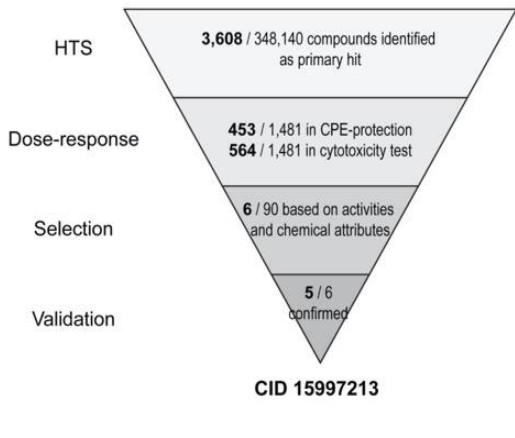 HTS
3,608 / 348,140 compounds identified
as primary hit
Dose-response
453 / 1,481 in CPE-protection
564 / 1,481 in cytotoxicity test
Selection
6 / 90 based on activities
and chemical attributes
Validation
5 / 6
confirmed
CID 15997213